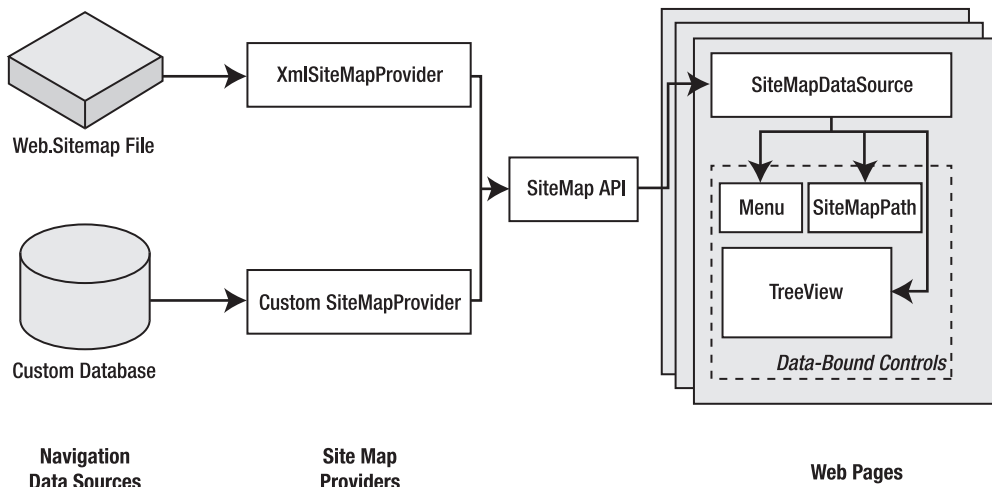 XmlSiteMapProvider
SiteMapDataSource
Web.Sitemap File
SiteMap API
Menu
SiteMapPath
Custom SiteMapProvider
TreeView
Custom Database
Data-Bound Controls
Navigation
Data Sources
Site Map
Providers
Web Pages